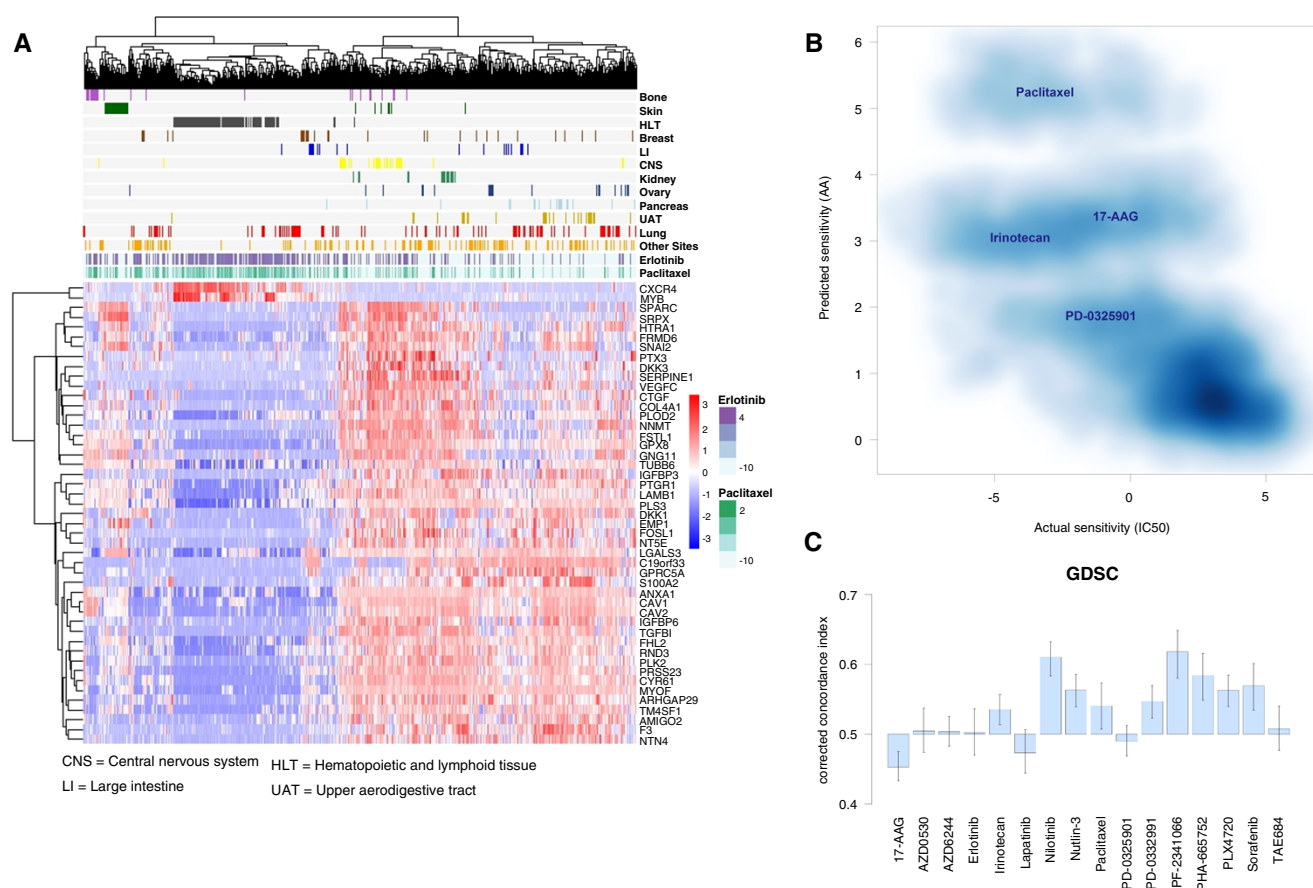 A
Bone
Skin
HLT
Breast
LI
CNS
Kidney
Ovary
Pancreas
UAT
Lung
Other Sites
Erlotinib
Paclitaxel
CXCR4
MYB
SPARC
SRPX
HTRA1
FRMD6
SNAI2
PTX3
DKK3
SERPINE1
VEGFC
CTGF
COL4A1
PLOD2
NNMT
FSTL1
GPX8
GNG11
TUBB6
IGFBP3
PTGR1
LAMB1
PLS3
DKK1
EMP1
FOSL1
NT5E
LGALS3
C19orf33
GPRC5A
S100A2
ANXA1
CAV1
CAV2
IGFBP6
TGFBI
FHL2
RND3
PLK2
PRSS23
CYR61
MYOF
ARHGAP29
TM4SF1
AMIGO2
F3
NTN4
3
2
1
0
-1
-2
-3
Erlotinib
4
-10
Paclitaxel
2
-10
CNS = Central nervous system
HLT = Hematopoietic and lymphoid tissue
LI = Large intestine
UAT = Upper aerodigestive tract
B
Predicted sensitivity (AA)
6
5
4
3
2
1
0
Paclitaxel
17-AAG
Irinotecan
PD-0325901
-5
0
5
Actual sensitivity (IC50)
C
GDSC
corrected concordance index
0.7
0.6
0.5
0.4
17-AAG
AZD0530
AZD6244
Erlotinib
Irinotecan
Lapatinib
Nilotinib
Nutlin-3
Paclitaxel
PD-0325901
PD-0332991
PF-2341066
PHA-665752
PLX4720
Sorafenib
TAE684